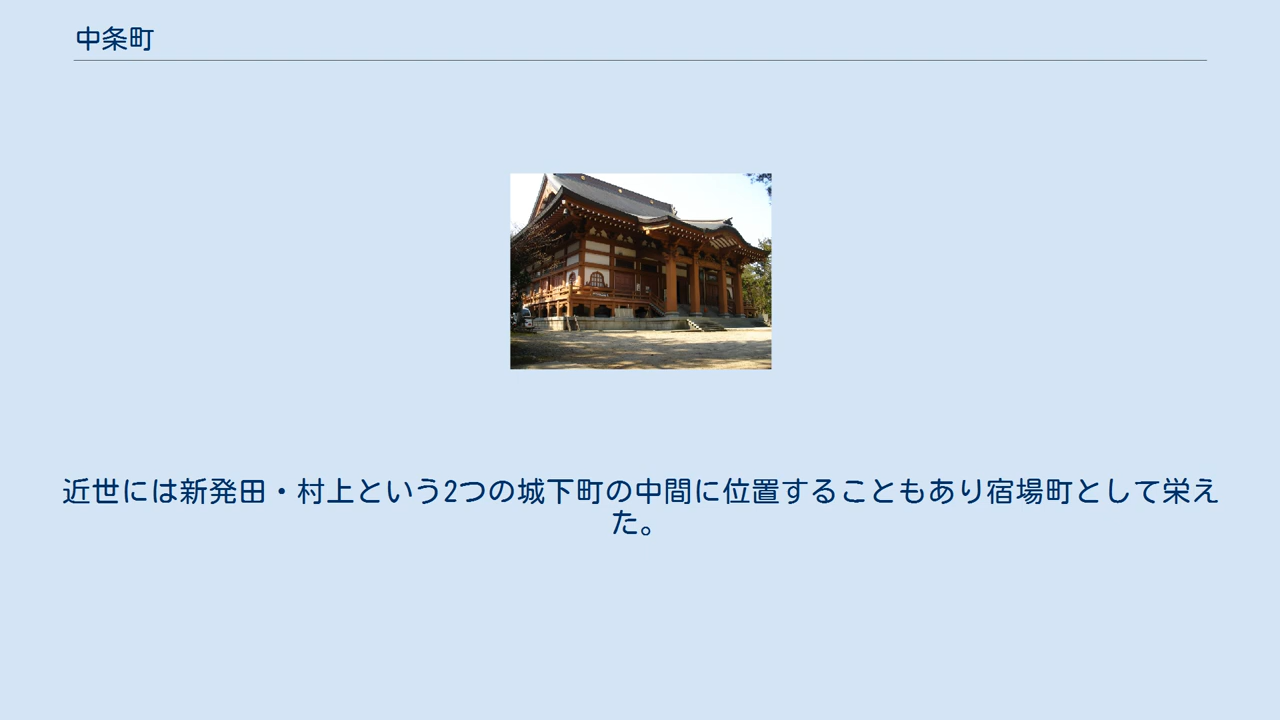 中条町
近世には新発田・村上という2つの城下町の中間に位置することもあり宿場町として栄え
た。